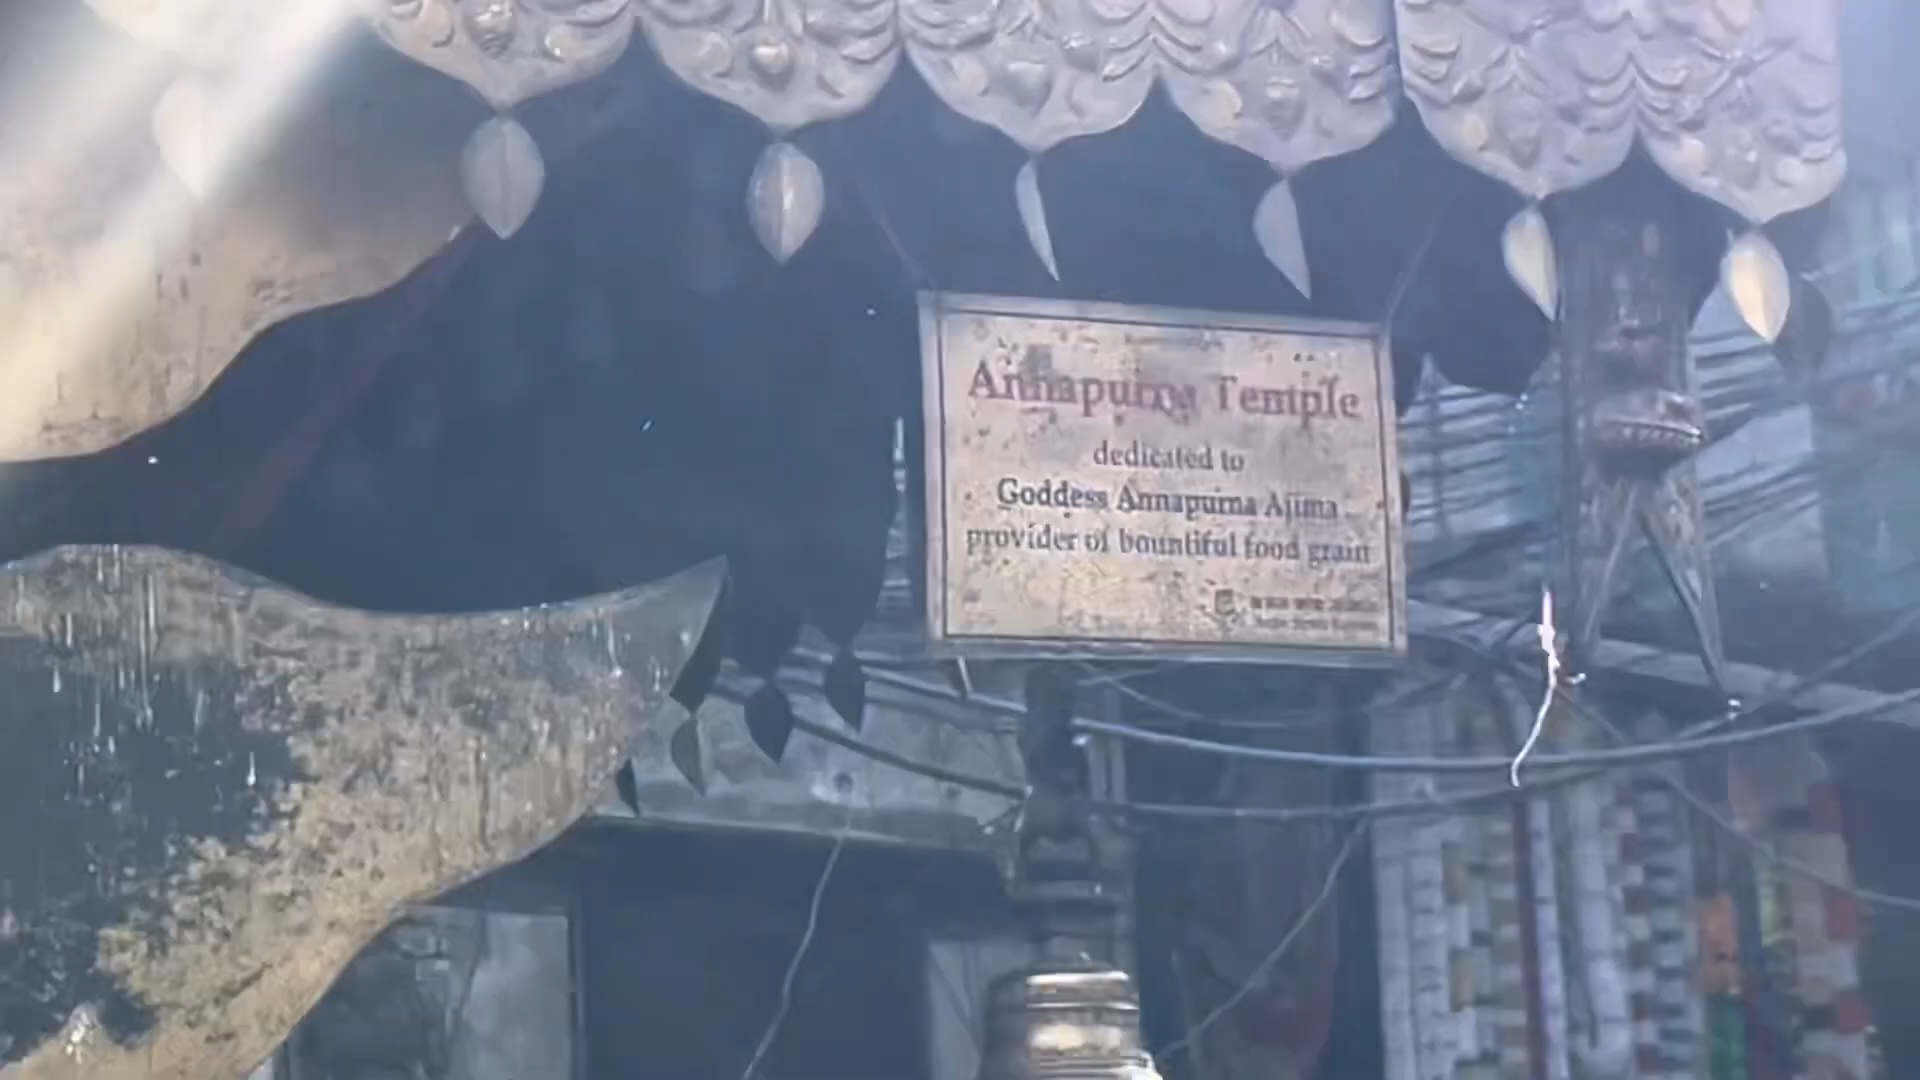 Annapurna Temple
dedicated to
Goddess Annapurna Ajima
provider of bountiful food grain